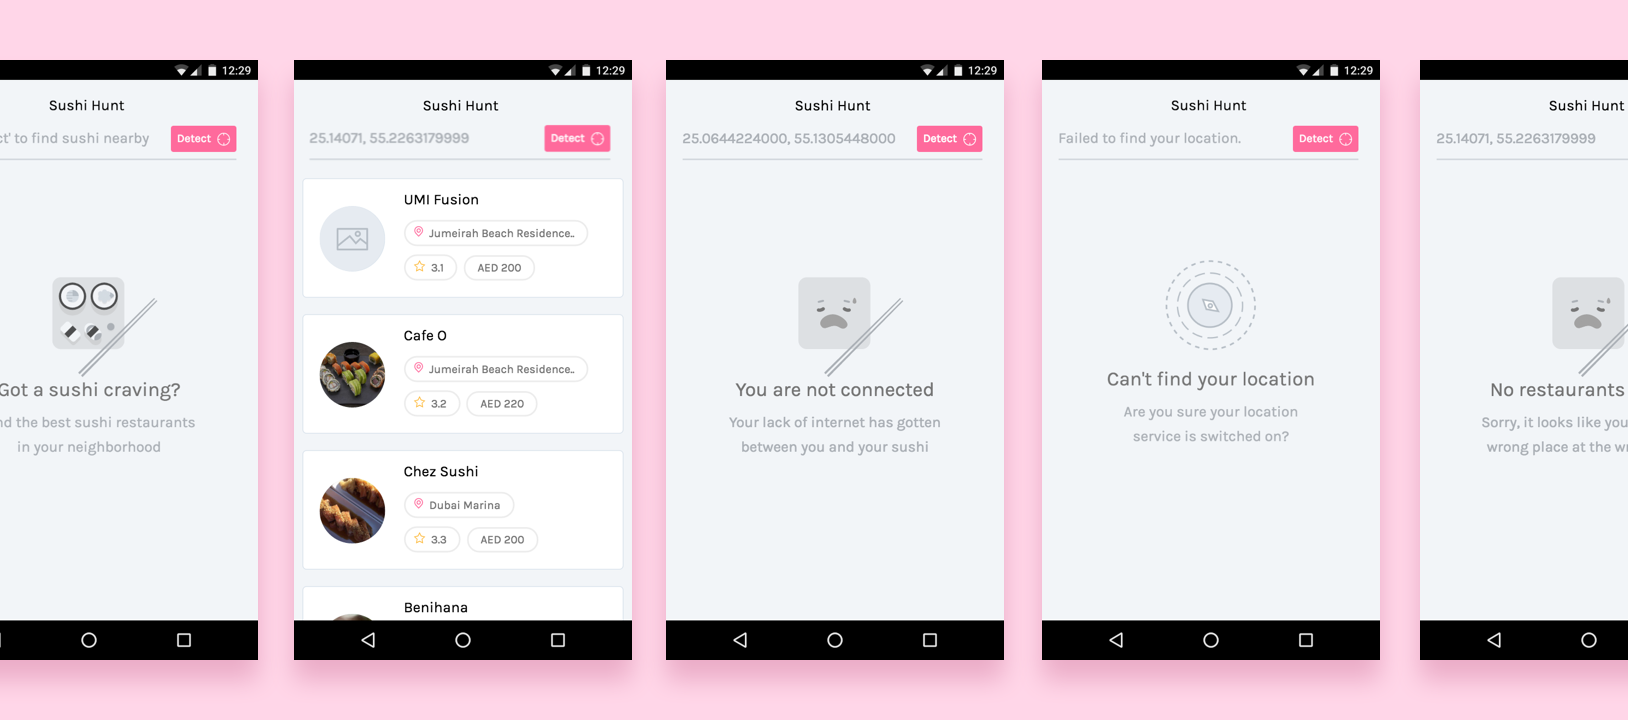 12:29
Sushi Hunt
ct' to find sushi nearby
Detect
Got a sushi craving?
nd the best sushi restaurants
in your neighborhood
12:29
Sushi Hunt
25.14071, 55.2263179999
Detect
UMI Fusion
Jumeirah Beach Residence..
3.1
AED 200
Cafe O
Jumeirah Beach Residence..
3.2
AED 220
Chez Sushi
Dubai Marina
3.3
AED 200
Benihana
12:29
Sushi Hunt
25.0644224000, 55.1305448000
Detect
You are not connected
Your lack of internet has gotten
between you and your sushi
12:29
Sushi Hunt
Failed to find your location.
Detect
Can't find your location
Are you sure your location
service is switched on?
Sushi Hunt
25.14071, 55.2263179999
No restaurants
Sorry, it looks like you
wrong place at the w